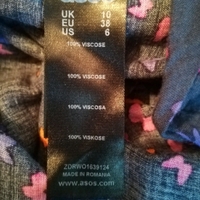 asos
UK 10
EU 38
US 6
100% VISCOSE
100% VISCOSE
100% VISCOSA
100% VISKOSE
MADE IN ROMANIA
www.asos.com